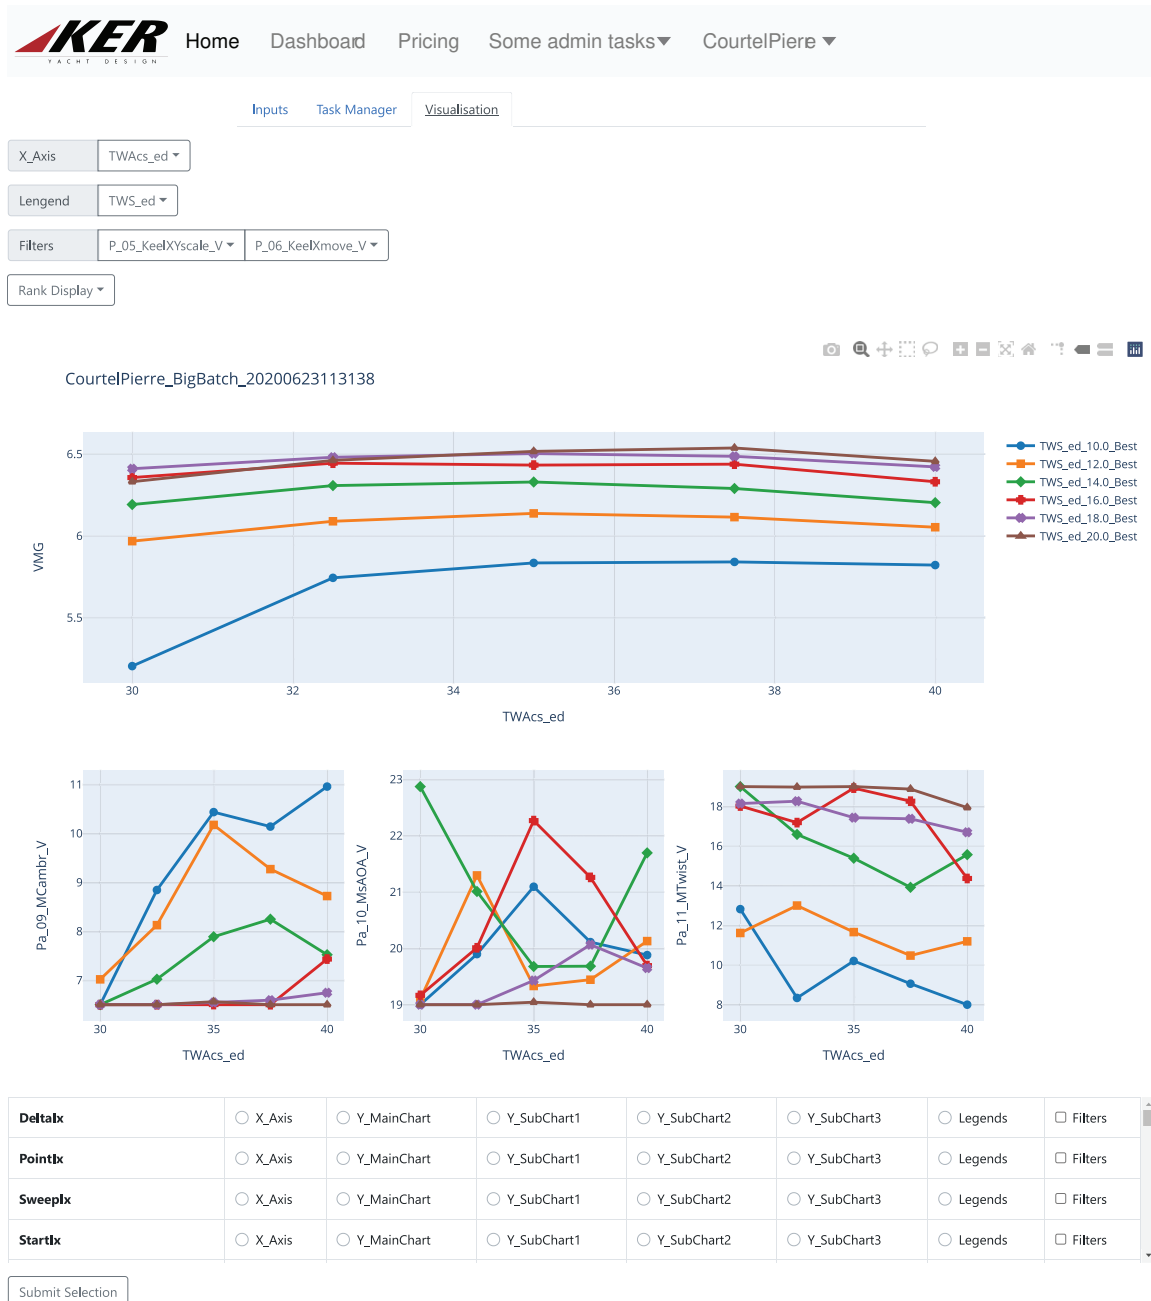 KER Home Dashboard Pricing Some admin tasks CourtelPierre
YACHT DESIGN
Inputs Task Manager Visualisation
X_Axis TWAcs_ed
Lengend TWS_ed
Filters P_05_KeelXYscale_V P_06_KeelXmove_V
Rank Display
CourtelPierre_BigBatch_20200623113138
6.5
6
5.5
VMG
30 32 34 36 38 40
TWAcs_ed
TWS_ed_10.0_Best
TWS_ed_12.0_Best
TWS_ed_14.0_Best
TWS_ed_16.0_Best
TWS_ed_18.0_Best
TWS_ed_20.0_Best
11
10
9
8
7
Pa_09_MCambr_V
30 35 40
TWAcs_ed
23
22
21
20
19
Pa_10_MsAOA_V
30 35 40
TWAcs_ed
18
16
14
12
10
8
Pa_11_MTwist_V
30 35 40
TWAcs_ed
DeltaIx X_Axis Y_MainChart Y_SubChart1 Y_SubChart2 Y_SubChart3 Legends Filters
PointIx X_Axis Y_MainChart Y_SubChart1 Y_SubChart2 Y_SubChart3 Legends Filters
SweepIx X_Axis Y_MainChart Y_SubChart1 Y_SubChart2 Y_SubChart3 Legends Filters
StartIx X_Axis Y_MainChart Y_SubChart1 Y_SubChart2 Y_SubChart3 Legends Filters
Submit Selection